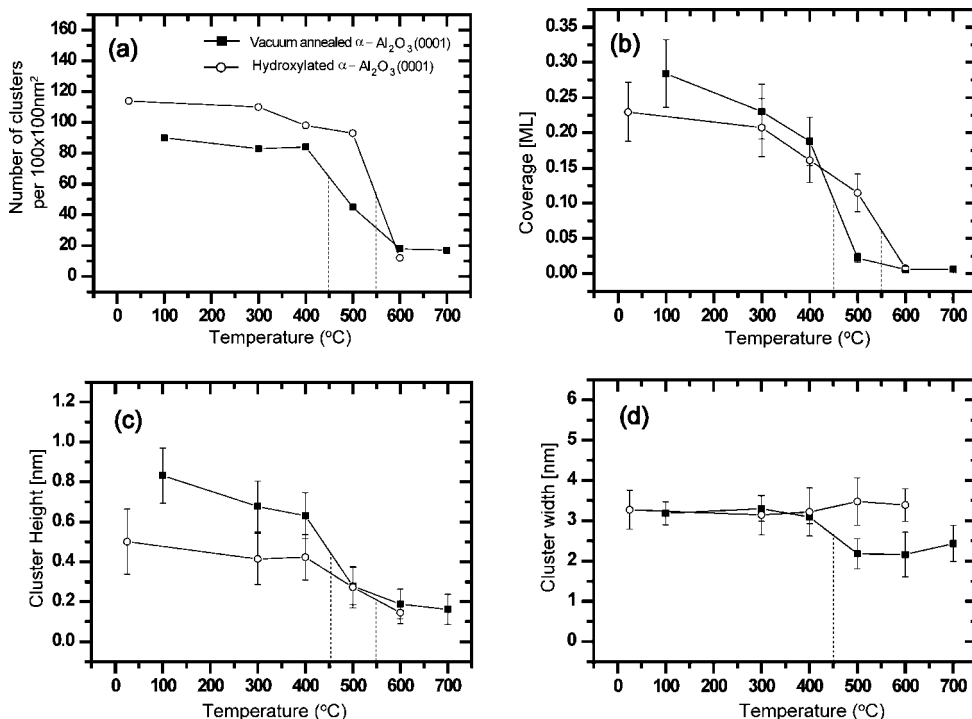 (a)
Vacuum annealed α- Al2O3(0001)
Hydroxylated α- Al2O3(0001)
Number of clusters
per 100x100nm²
160
140
120
100
80
60
40
20
0
0 100 200 300 400 500 600 700
Temperature (°C)
(b)
Coverage [ML]
0.35
0.30
0.25
0.20
0.15
0.10
0.05
0.00
0 100 200 300 400 500 600 700
Temperature (°C)
(c)
Cluster Height [nm]
1.2
1.0
0.8
0.6
0.4
0.2
0.0
0 100 200 300 400 500 600 700
Temperature (°C)
(d)
Cluster width [nm]
6
5
4
3
2
1
0
0 100 200 300 400 500 600 700
Temperature (°C)